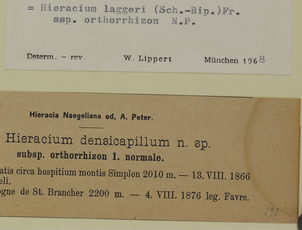 = Hieracium laggeri (Sch.-Bip.)Fr.
ssp. orthorrhizon N.P.
Determ. - rev. W. Lippert München 1968
Hieracia Naegeliana ed. A. Peter.
Hieracium densicapillum n. sp.
subsp. orthorrhizon 1. normale.
atis circa hospitium montis Simplon 2010 m. — 13. VIII. 1866
eli.
ogne de St. Brancher 2200 m. — 4. VIII. 1876 leg. Favre.